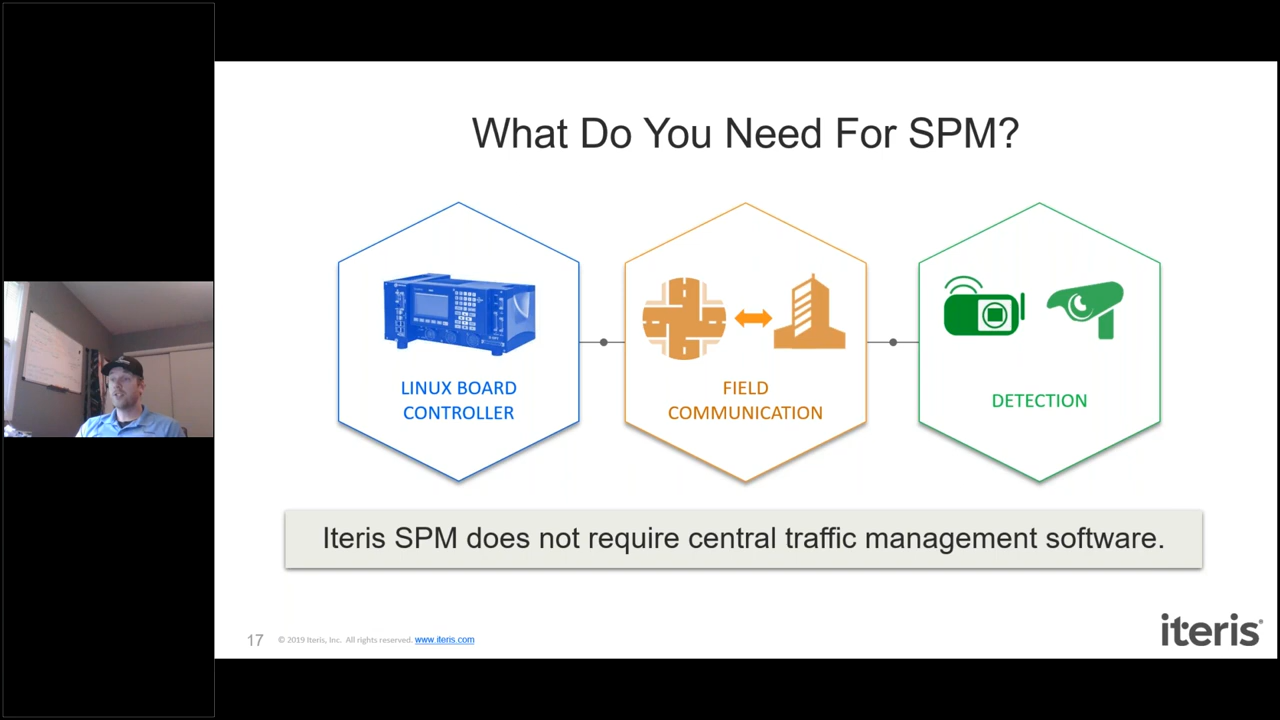 What Do You Need For SPM?
LINUX BOARD
CONTROLLER
FIELD
COMMUNICATION
DETECTION
Iteris SPM does not require central traffic management software.
17
© 2019 Iteris, Inc. All rights reserved. www.iteris.com
iteris